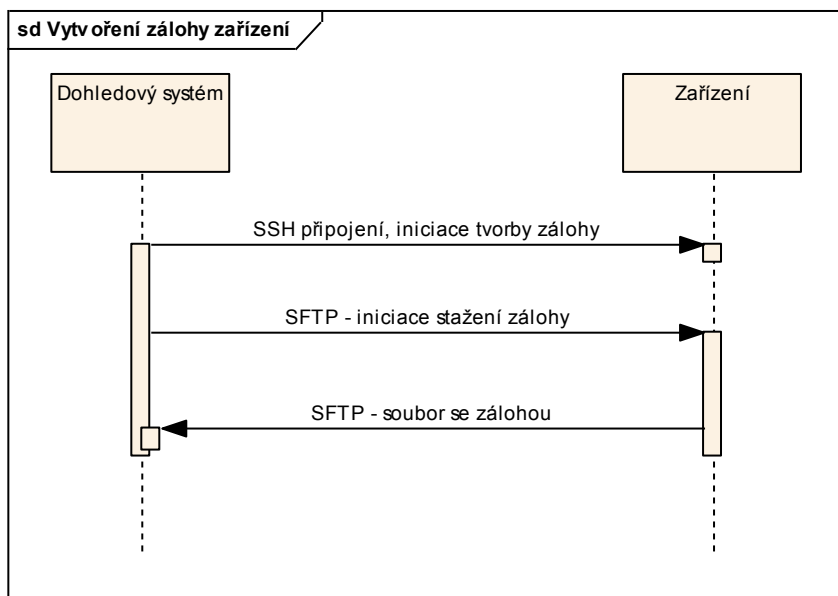 sd Vytvoření zálohy zařízení
Dohledový systém
Zařízení
SSH připojení, iniciace tvorby zálohy
SFTP - iniciace stažení zálohy
SFTP - soubor se zálohou